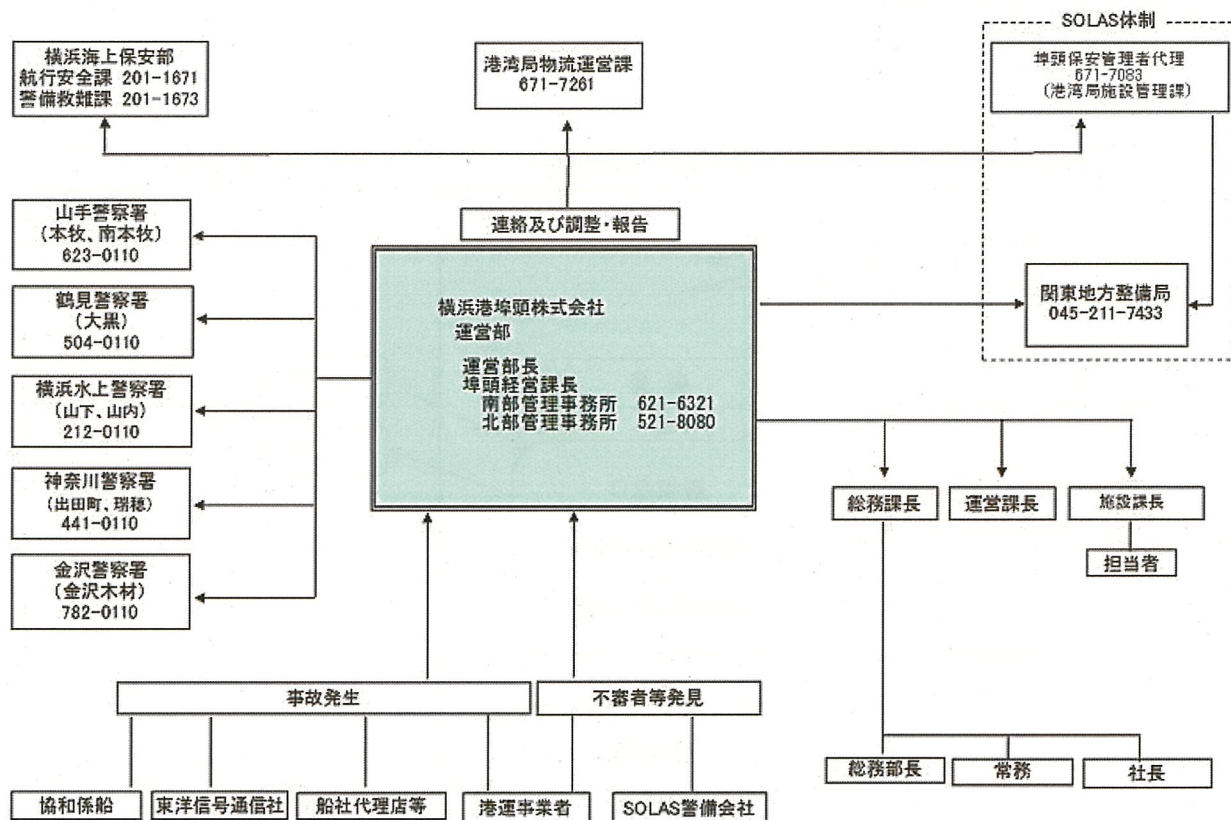 SOLAS体制
横浜海上保安部
航行安全課 201-1671
警備救難課 201-1673
港湾局物流運営課
671-7261
埠頭保安管理者代理
671-7083
(港湾局施設管理課)
山手警察署
(本牧、南本牧)
623-0110
鶴見警察署
(大黒)
504-0110
横浜水上警察署
(山下、山内)
212-0110
神奈川警察署
(出田町、瑞穂)
441-0110
金沢警察署
(金沢木材)
782-0110
連絡及び調整・報告
横浜港埠頭株式会社
運営部
運営部長
埠頭経営課長
南部管理事務所 621-6321
北部管理事務所 521-8080
関東地方整備局
045-211-7433
総務課長
運営課長
施設課長
担当者
総務部長
常務
社長
事故発生
不審者等発見
協和係船
東洋信号通信社
船社代理店等
港運事業者
SOLAS警備会社